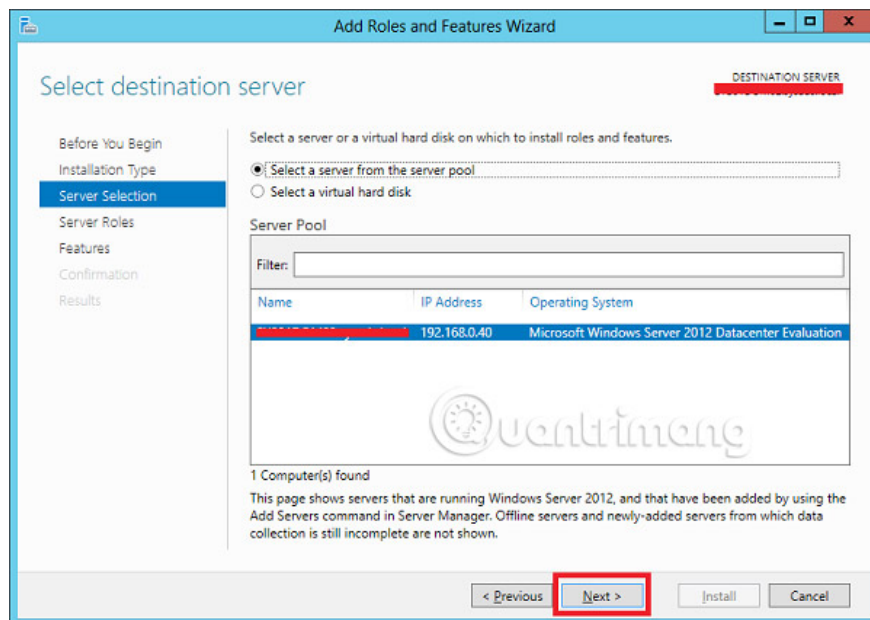 Add Roles and Features Wizard
Select destination server
DESTINATION SERVER
Before You Begin
Installation Type
Server Selection
Server Roles
Features
Confirmation
Results
Select a server or a virtual hard disk on which to install roles and features.
Select a server from the server pool
Select a virtual hard disk
Server Pool
Filter:
Name IP Address Operating System
192.168.0.40 Microsoft Windows Server 2012 Datacenter Evaluation
Quantrimang
1 Computer(s) found
This page shows servers that are running Windows Server 2012, and that have been added by using the
Add Servers command in Server Manager. Offline servers and newly-added servers from which data
collection is still incomplete are not shown.
< Previous Next > Install Cancel